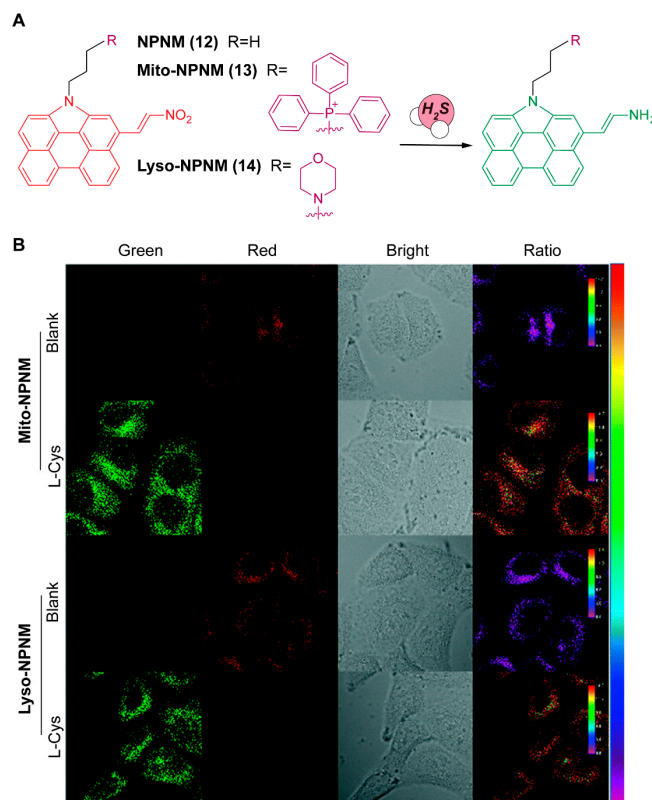 A
R
NPNM (12) R=H
Mito-NPNM (13) R=
N
NO₂
P+
H₂S
R
N
NH₂
Lyso-NPNM (14) R=
O
N
B
Green Red Bright Ratio
Mito-NPNM
Blank
L-Cys
Lyso-NPNM
Blank
L-Cys